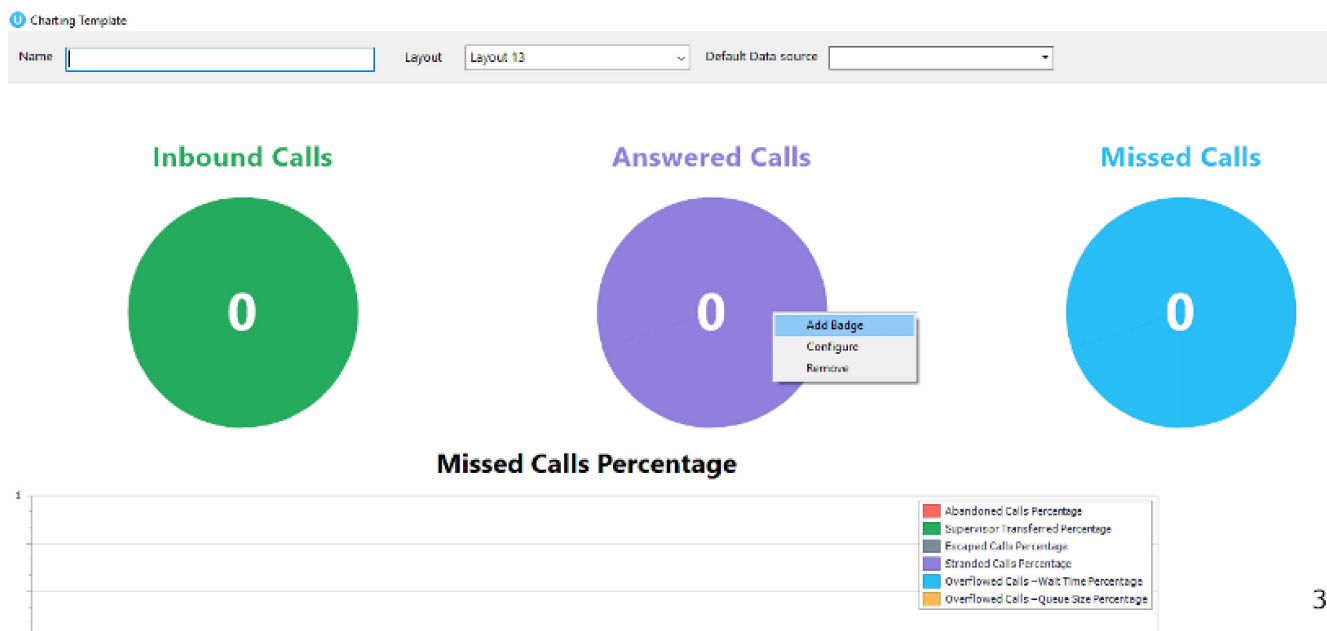 Charting Template
Name Layout Layout 13 Default Data source
Inbound Calls Answered Calls Missed Calls
0 0 0
Add Badge
Configure
Remove
Missed Calls Percentage
1
Abandoned Calls Percentage
Supervisor Transferred Percentage
Escaped Calls Percentage
Stranded Calls Percentage
Overflowed Calls – Wait Time Percentage
Overflowed Calls – Queue Size Percentage
3